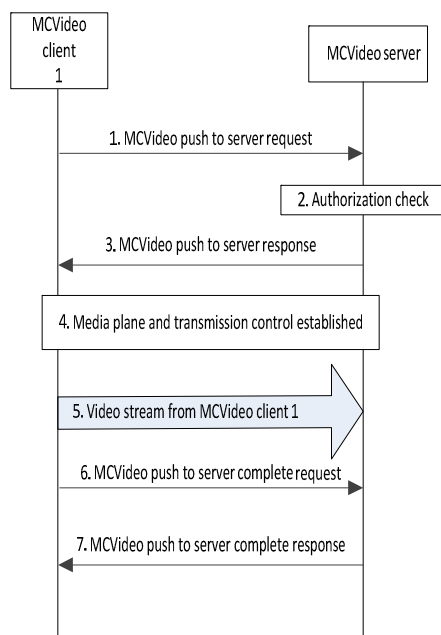 MCVideo
client
1
MCVideo server
1. MCVideo push to server request
2. Authorization check
3. MCVideo push to server response
4. Media plane and transmission control established
5. Video stream from MCVideo client 1
6. MCVideo push to server complete request
7. MCVideo push to server complete response